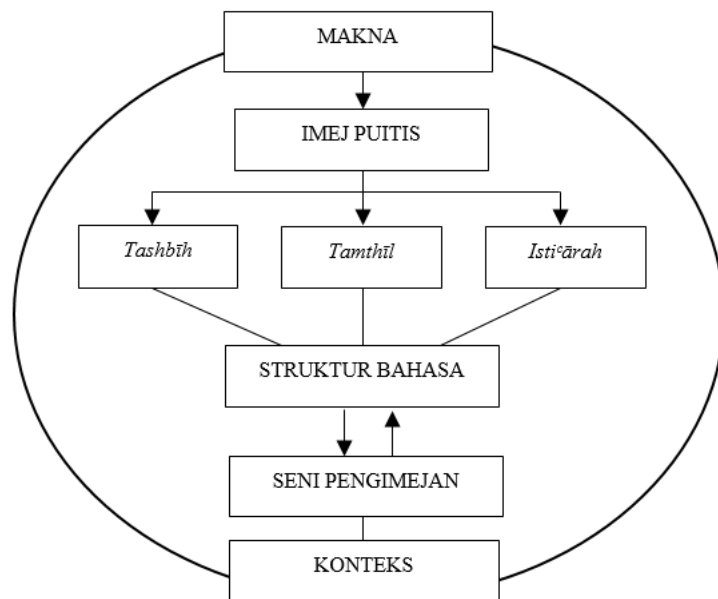 MAKNA
IMEJ PUITIS
Tashbīh
Tamthīl
Istiᶜārah
STRUKTUR BAHASA
SENI PENGIMEJAN
KONTEKS